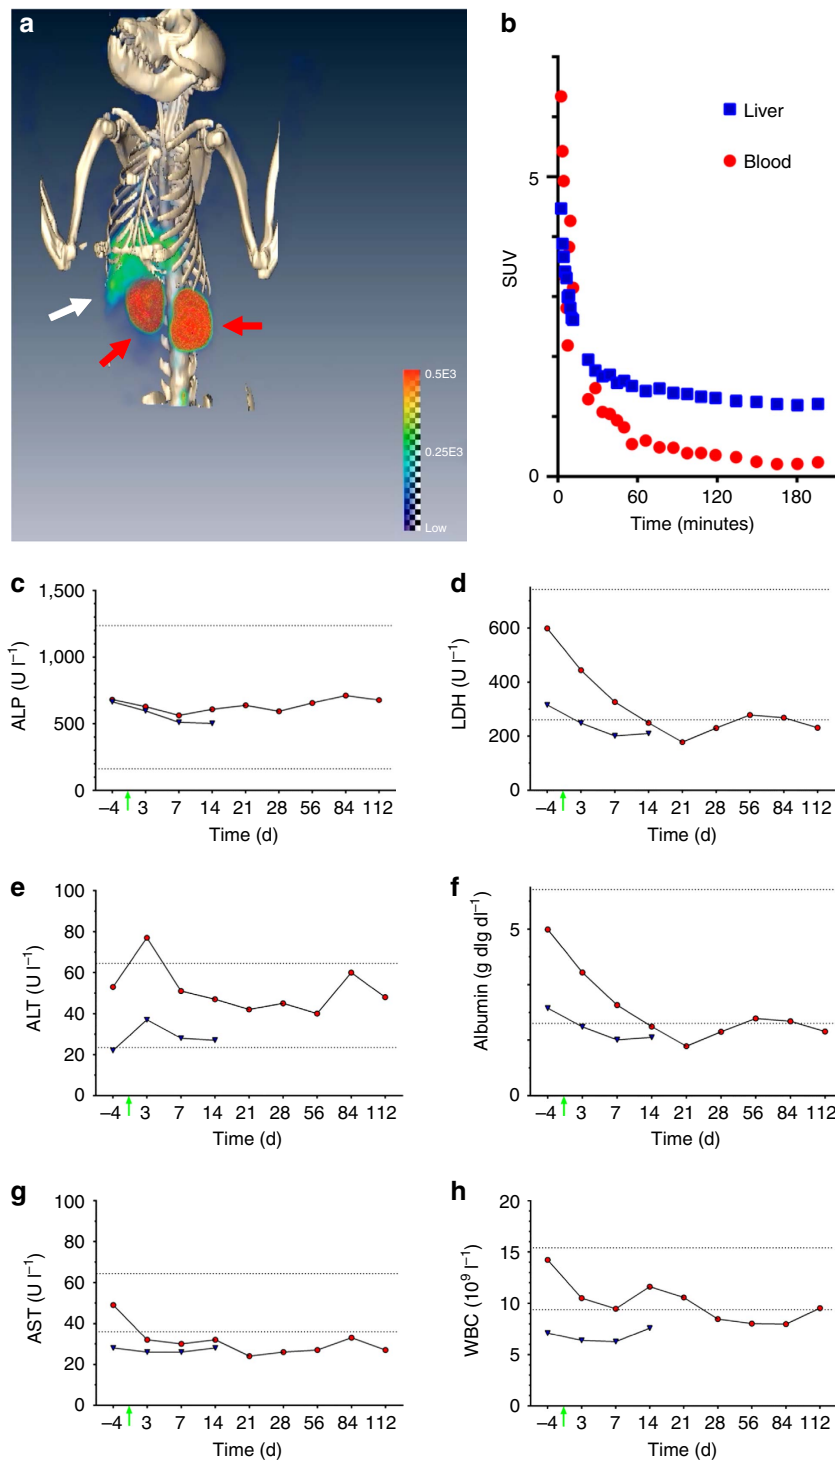 a
0.5E3
0.25E3
Low
b
Liver
Blood
5
0
SUV
0 60 120 180
Time (minutes)
c
1,500
1,000
500
0
ALP (U l⁻¹)
–4 3 7 14 21 28 56 84 112
Time (d)
d
600
400
200
0
LDH (U l⁻¹)
–4 3 7 14 21 28 56 84 112
Time (d)
e
100
80
60
40
20
0
ALT (U l⁻¹)
–4 3 7 14 21 28 56 84 112
Time (d)
f
5
0
Albumin (g dlg dl⁻¹)
–4 3 7 14 21 28 56 84 112
Time (d)
g
100
80
60
40
20
0
AST (U l⁻¹)
–4 3 7 14 21 28 56 84 112
Time (d)
h
20
15
10
5
0
WBC (10⁹ l⁻¹)
–4 3 7 14 21 28 56 84 112
Time (d)